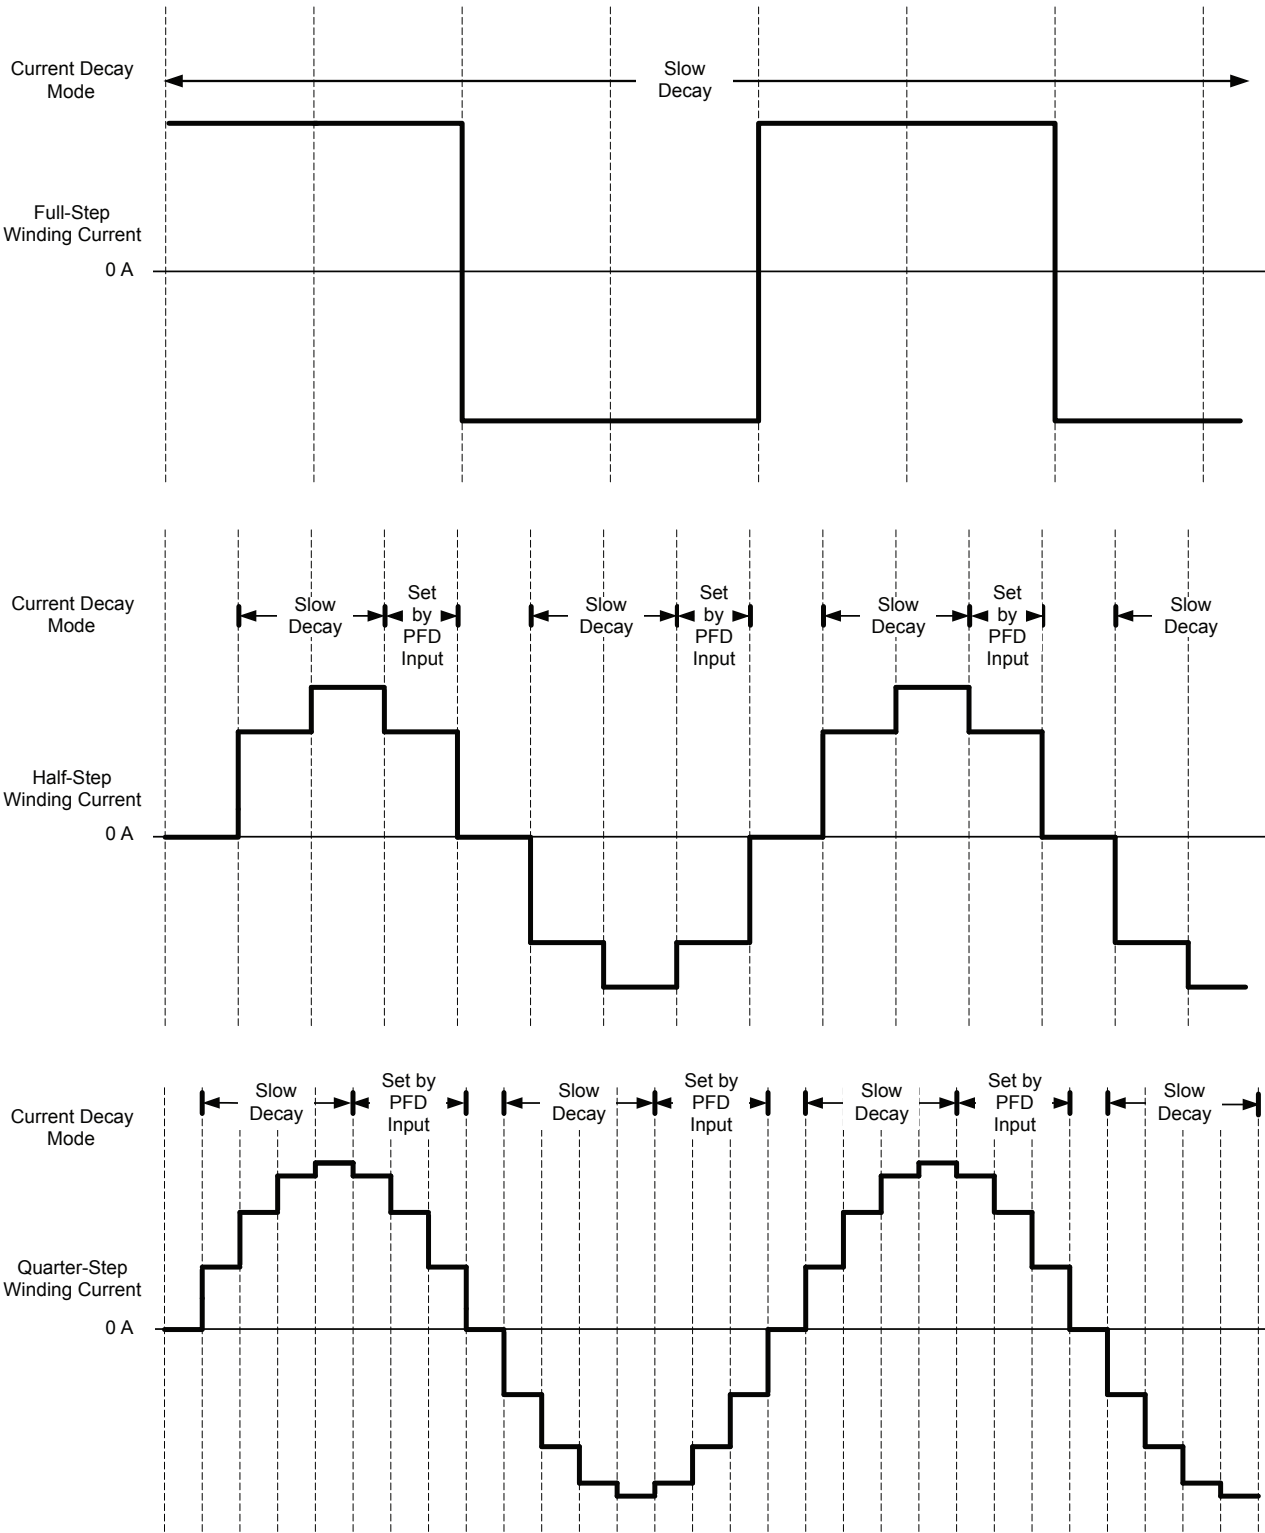 Current Decay
Mode
Slow
Decay
Full-Step
Winding Current
0 A
Current Decay
Mode
Slow
Decay
Set
by
PFD
Input
Slow
Decay
Set
by
PFD
Input
Slow
Decay
Set
by
PFD
Input
Slow
Decay
Half-Step
Winding Current
0 A
Current Decay
Mode
Slow
Decay
Set by
PFD
Input
Slow
Decay
Set by
PFD
Input
Slow
Decay
Set by
PFD
Input
Slow
Decay
Quarter-Step
Winding Current
0 A